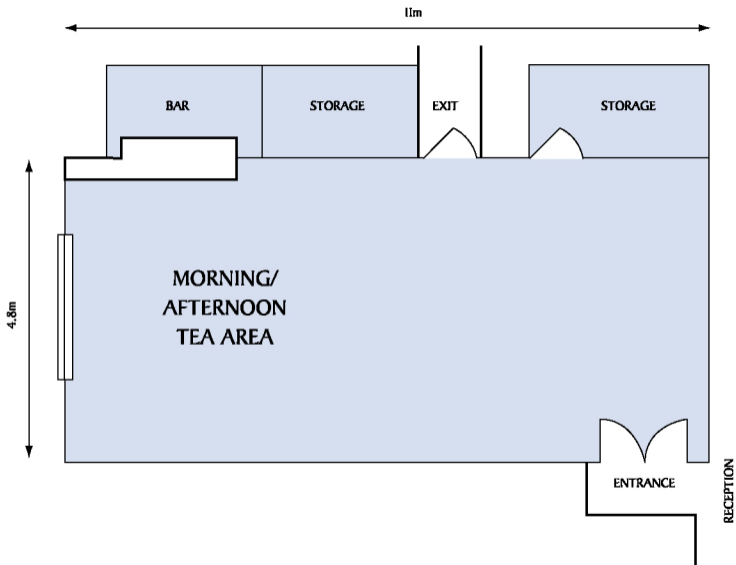 11m
BAR
STORAGE
EXIT
STORAGE
4.8m
MORNING/
AFTERNOON
TEA AREA
ENTRANCE
RECEPTION